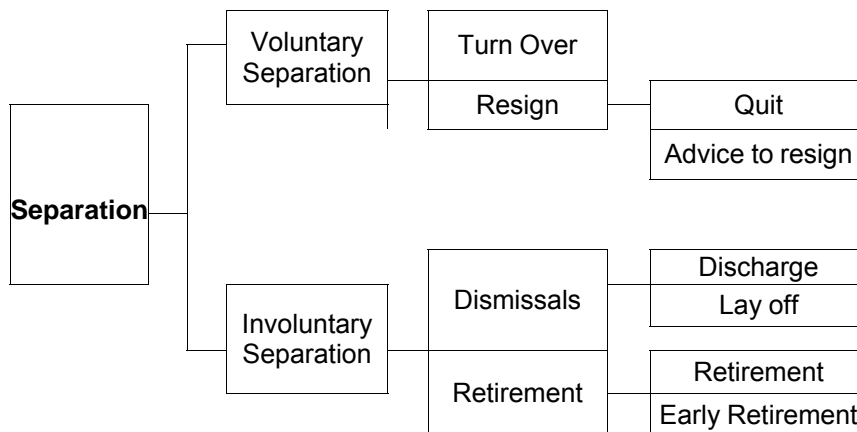 Separation
Voluntary
Separation
Turn Over
Resign
Quit
Advice to resign
Involuntary
Separation
Dismissals
Discharge
Lay off
Retirement
Retirement
Early Retirement